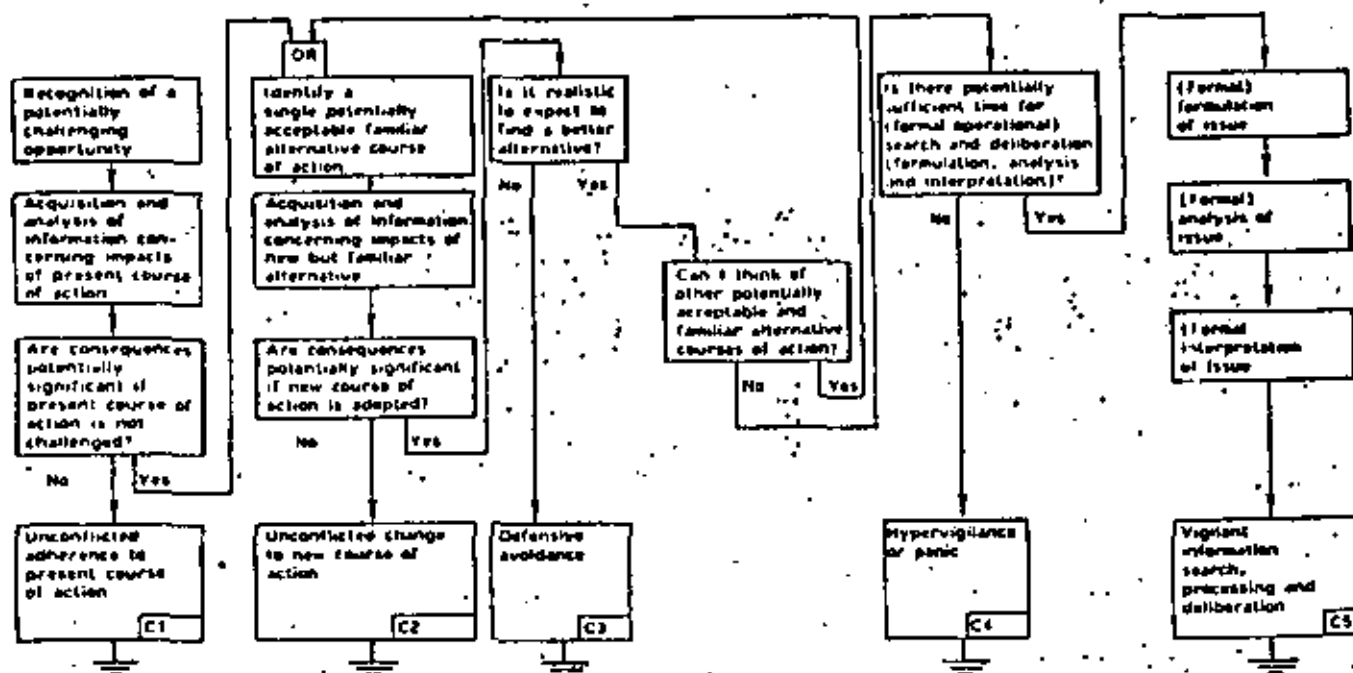 Recognition of a
potentially
challenging
opportunity
Acquisition and
analysis of
information con-
cerning impacts
of present course
of action
Are consequences
potentially
significant if
present course of
action is not
challenged?
No
Yes
Unconflicted
adherence to
present course
of action
C1
OR
Identify a
single potentially
acceptable familiar
alternative course
of action
Acquisition and
analysis of information
concerning impacts of
new but familiar
alternative
Are consequences
potentially significant
if new course of
action is adopted?
No
Yes
Unconflicted change
to new course of
action
C2
Is it realistic
to expect to
find a better
alternative?
No
Yes
Defensive
avoidance
C3
Can I think of
other potentially
acceptable and
familiar alternative
courses of action?
No
Yes
Is there potentially
sufficient time for
(formal operational)
search and deliberation
(formulation, analysis
and interpretation)?
No
Yes
Hypervigilance
or panic
C4
(Formal)
formulation
of issue
(Formal)
analysis of
issue
(Formal
interpretation
of issue
Vigilant
information
search,
processing and
deliberation
C5